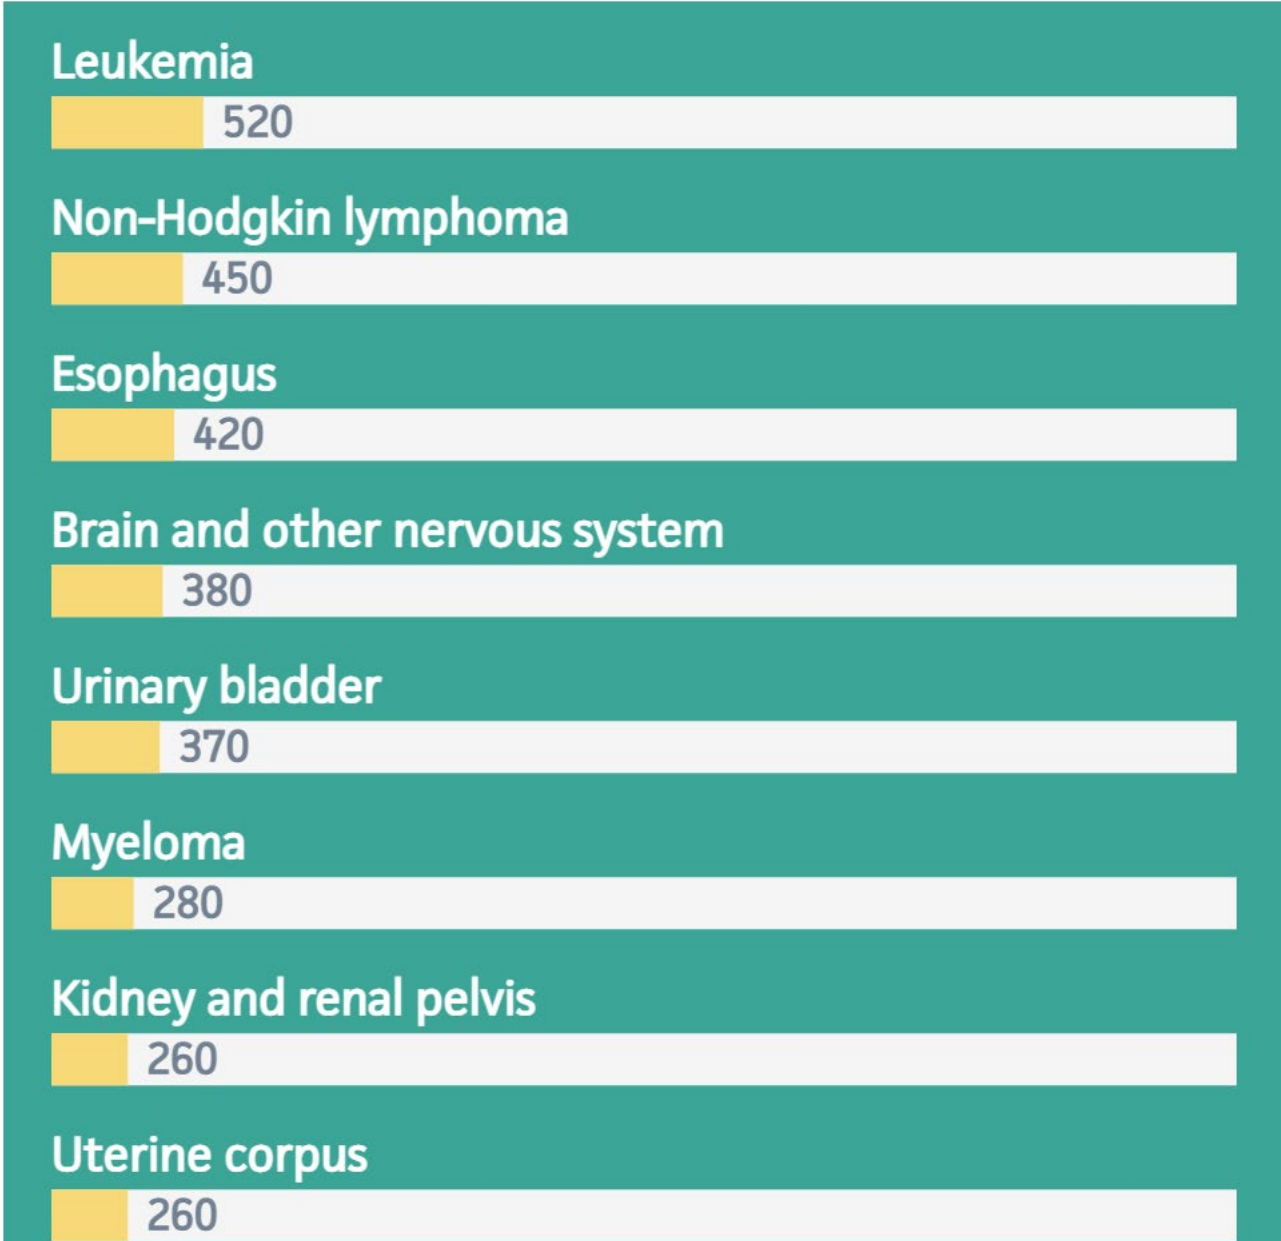 Leukemia
520
Non-Hodgkin lymphoma
450
Esophagus
420
Brain and other nervous system
380
Urinary bladder
370
Myeloma
280
Kidney and renal pelvis
260
Uterine corpus
260